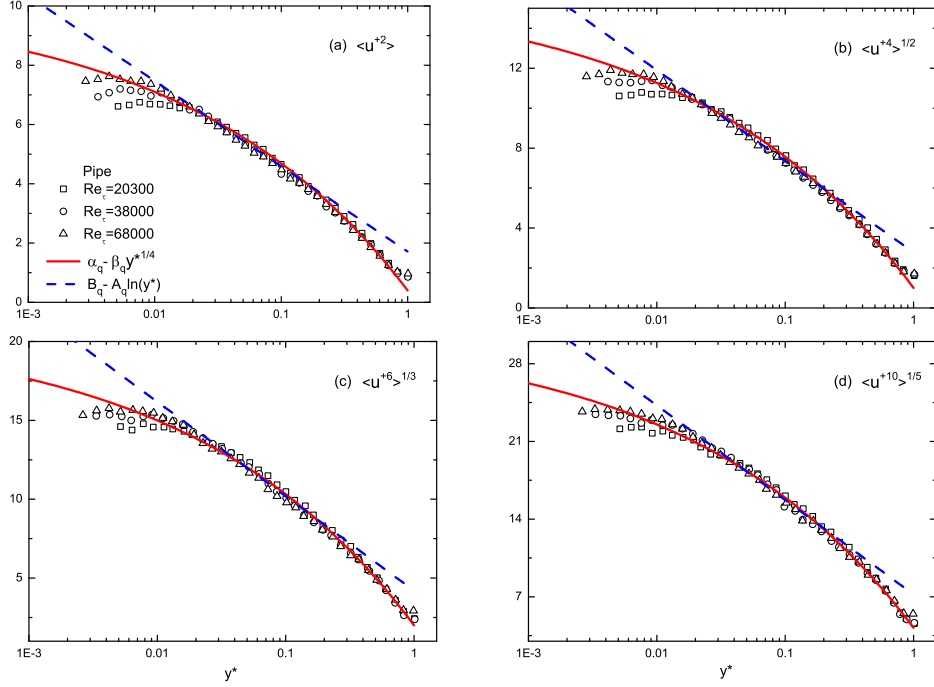 (a) <u⁺²>
10
8
6
4
2
0
Pipe
Re_τ=20300
Re_τ=38000
Re_τ=68000
α_q - β_q y*^1/4
B_q - A_q ln(y*)
1E-3 0.01 0.1 1
(b) <u⁺⁴>^1/2
12
8
4
0
1E-3 0.01 0.1 1
(c) <u⁺⁶>^1/3
20
15
10
5
1E-3 0.01 0.1 1
y*
(d) <u⁺¹⁰>^1/5
28
21
14
7
1E-3 0.01 0.1 1
y*